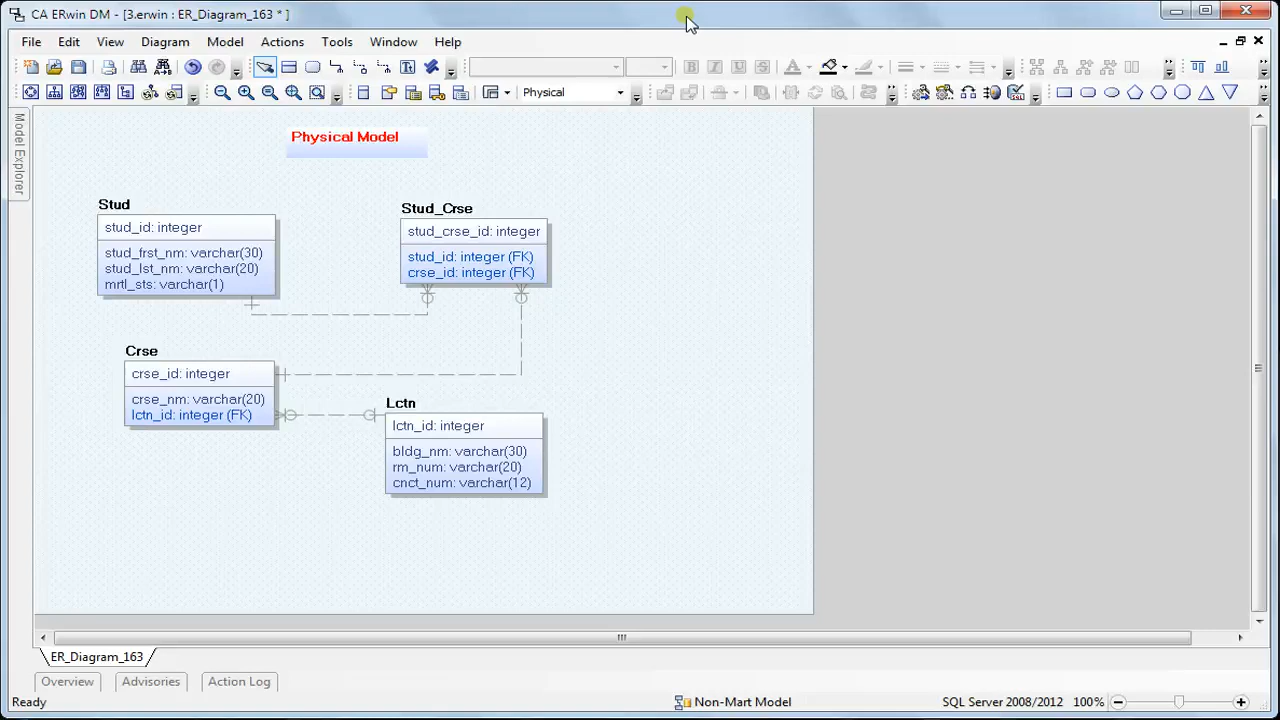 CA ERwin DM - [3.erwin : ER_Diagram_163 * ]
File Edit View Diagram Model Actions Tools Window Help
B I U S A
Physical
Model Explorer
Physical Model
Stud
stud_id: integer
stud_frst_nm: varchar(30)
stud_lst_nm: varchar(20)
mrtl_sts: varchar(1)
Stud_Crse
stud_crse_id: integer
stud_id: integer (FK)
crse_id: integer (FK)
Crse
crse_id: integer
crse_nm: varchar(20)
lctn_id: integer (FK)
Lctn
lctn_id: integer
bldg_nm: varchar(30)
rm_num: varchar(20)
cnct_num: varchar(12)
ER_Diagram_163
Overview Advisories Action Log
Ready Non-Mart Model SQL Server 2008/2012 100%